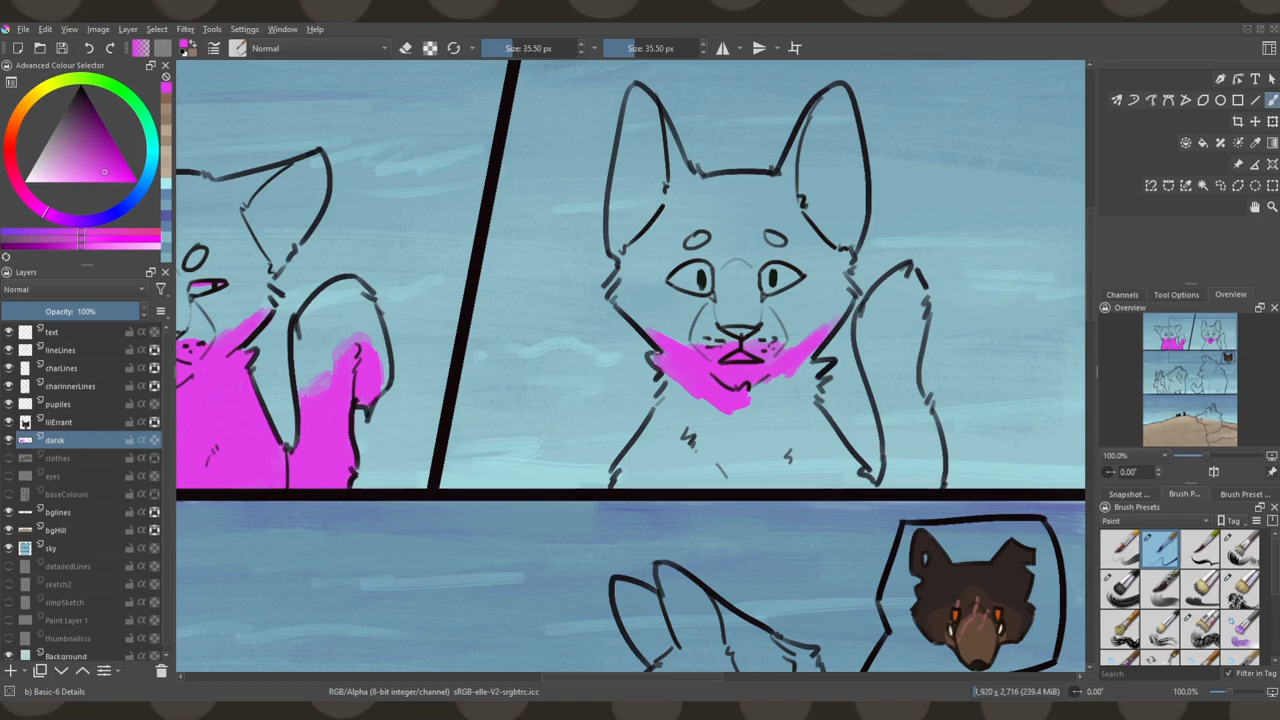 File Edit View Image Layer Select Filter Tools Settings Window Help
Normal
Size: 35.50 px
Size: 35.50 px
Advanced Colour Selector
Layers
Normal
Opacity: 100%
text
lineLines
charLines
charinnerLines
pupiles
lilErrant
darsk
clothes
eyes
baseColours
bglines
bgHill
sky
detailedLines
sketch2
simpSketch
Paint Layer 1
thumbnailsss
Background
Channels Tool Options Overview
Overview
100.0%
0.00°
Snapshot ... Brush P... Brush Preset ...
Brush Presets
Paint
Tag
Search
Filter in Tag
b) Basic-6 Details
RGB/Alpha (8-bit integer/channel) sRGB-elle-V2-srgbtrc.icc
1,920 x 2,716 (239.4 MiB)
0.00°
100.0%